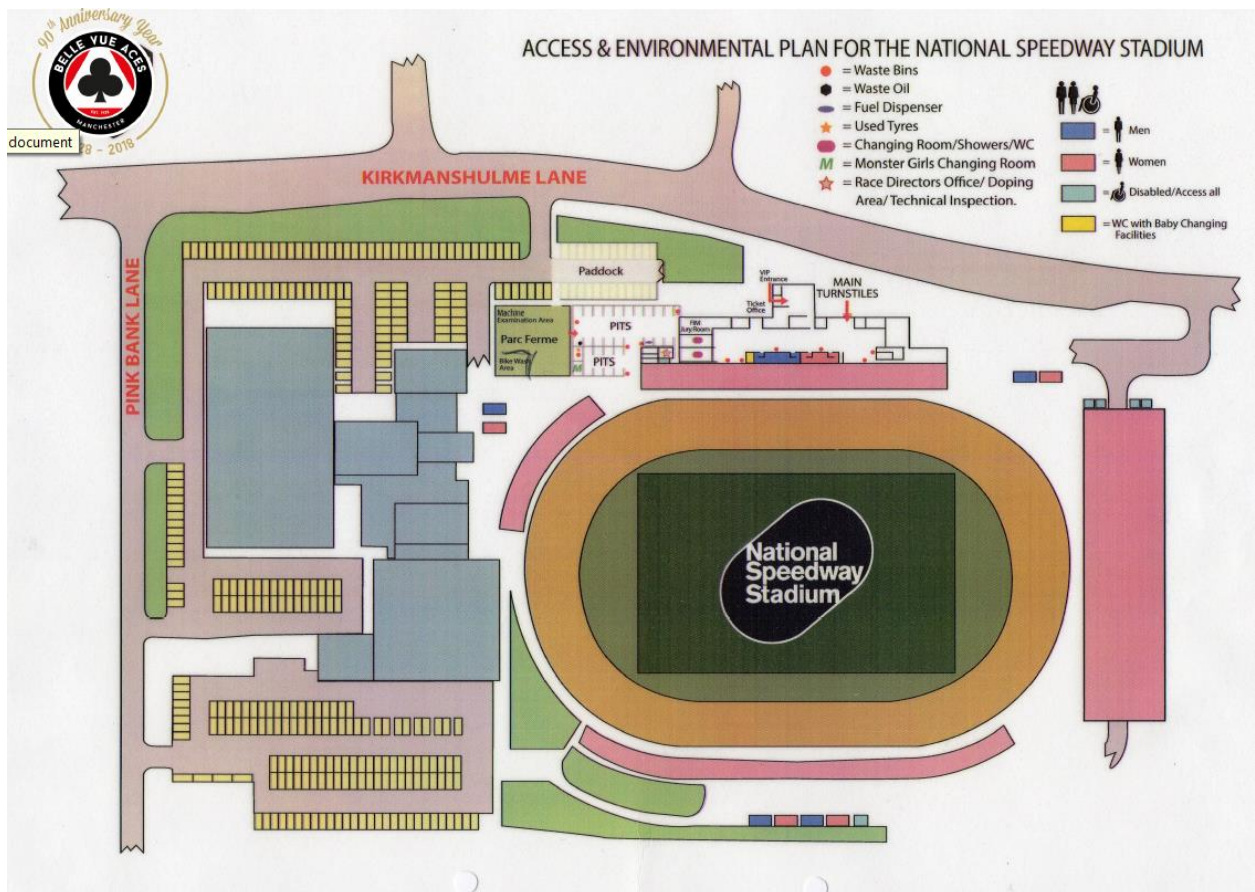 90th Anniversary Year
BELLE VUE ACES
MANCHESTER
document
28 - 2018
ACCESS & ENVIRONMENTAL PLAN FOR THE NATIONAL SPEEDWAY STADIUM
= Waste Bins
= Waste Oil
= Fuel Dispenser
= Used Tyres
= Changing Room/Showers/WC
M = Monster Girls Changing Room
= Race Directors Office/ Doping
Area/ Technical Inspection.
= Men
= Women
= Disabled/Access all
= WC with Baby Changing
Facilities
KIRKMANSHULME LANE
PINK BANK LANE
Paddock
VIP
Entrance
MAIN
TURNSTILES
Ticket
Office
Machine
Examination Area
PITS
Jury Room
Parc Ferme
PITS
Bike Wash
Area
M
National
Speedway
Stadium